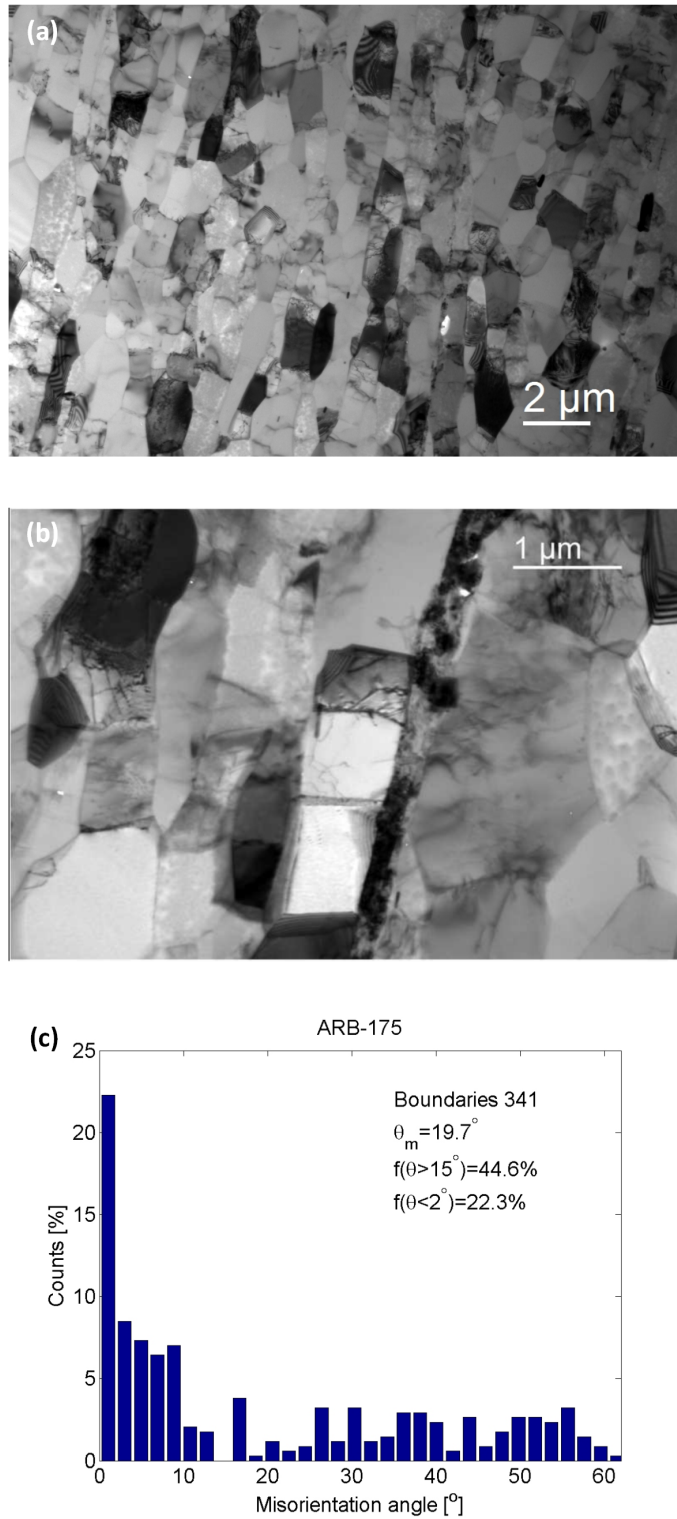 (a)
2 µm
(b)
1 µm
(c)
ARB-175
25
20
15
10
5
0
Counts [%]
Boundaries 341
θm=19.7°
f(θ>15°)=44.6%
f(θ<2°)=22.3%
0 10 20 30 40 50 60
Misorientation angle [°]